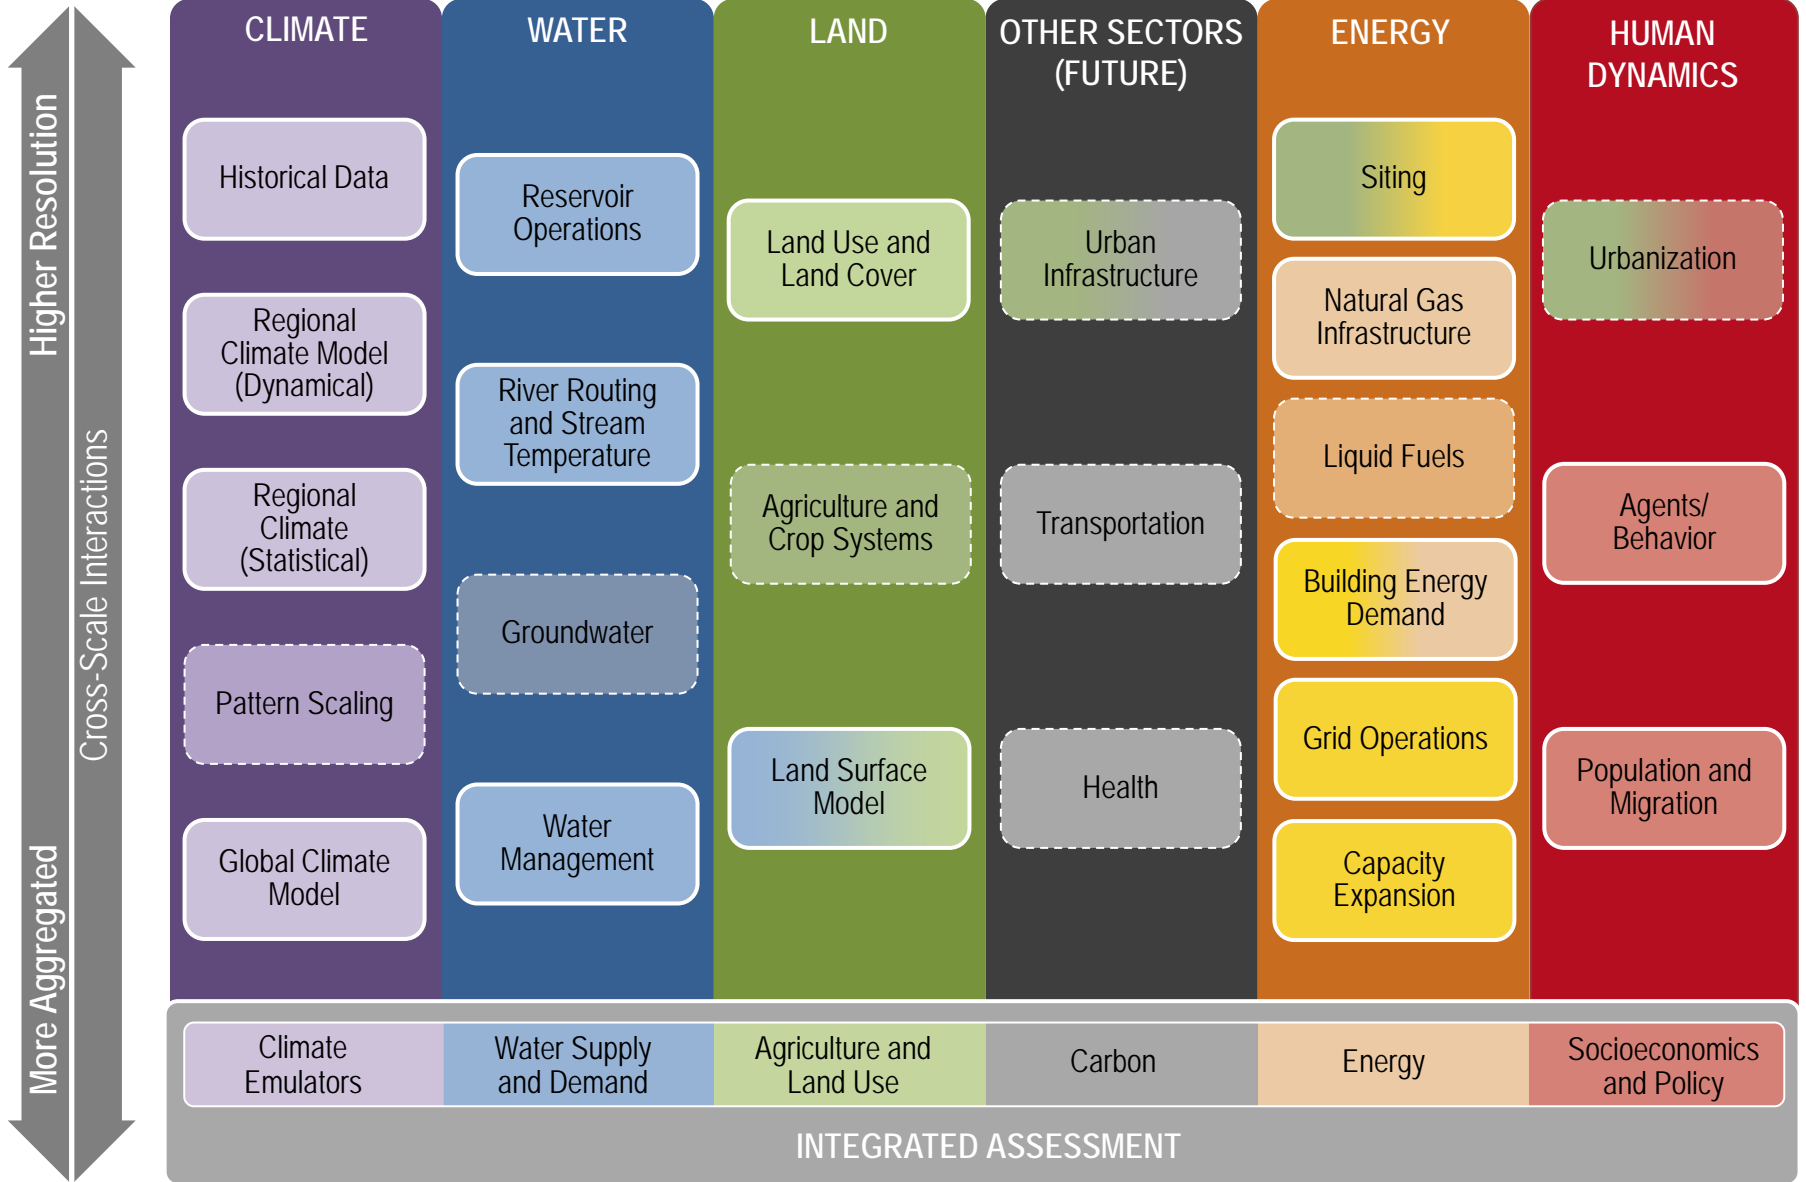 Higher Resolution
More Aggregated
Cross-Scale Interactions
CLIMATE
Historical Data
Regional
Climate Model
(Dynamical)
Regional
Climate
(Statistical)
Pattern Scaling
Global Climate
Model
WATER
Reservoir
Operations
River Routing
and Stream
Temperature
Groundwater
Water
Management
LAND
Land Use and
Land Cover
Agriculture and
Crop Systems
Land Surface
Model
OTHER SECTORS
(FUTURE)
Urban
Infrastructure
Transportation
Health
ENERGY
Siting
Natural Gas
Infrastructure
Liquid Fuels
Building Energy
Demand
Grid Operations
Capacity
Expansion
HUMAN
DYNAMICS
Urbanization
Agents/
Behavior
Population and
Migration
Climate
Emulators
Water Supply
and Demand
Agriculture and
Land Use
Carbon
Energy
Socioeconomics
and Policy
INTEGRATED ASSESSMENT